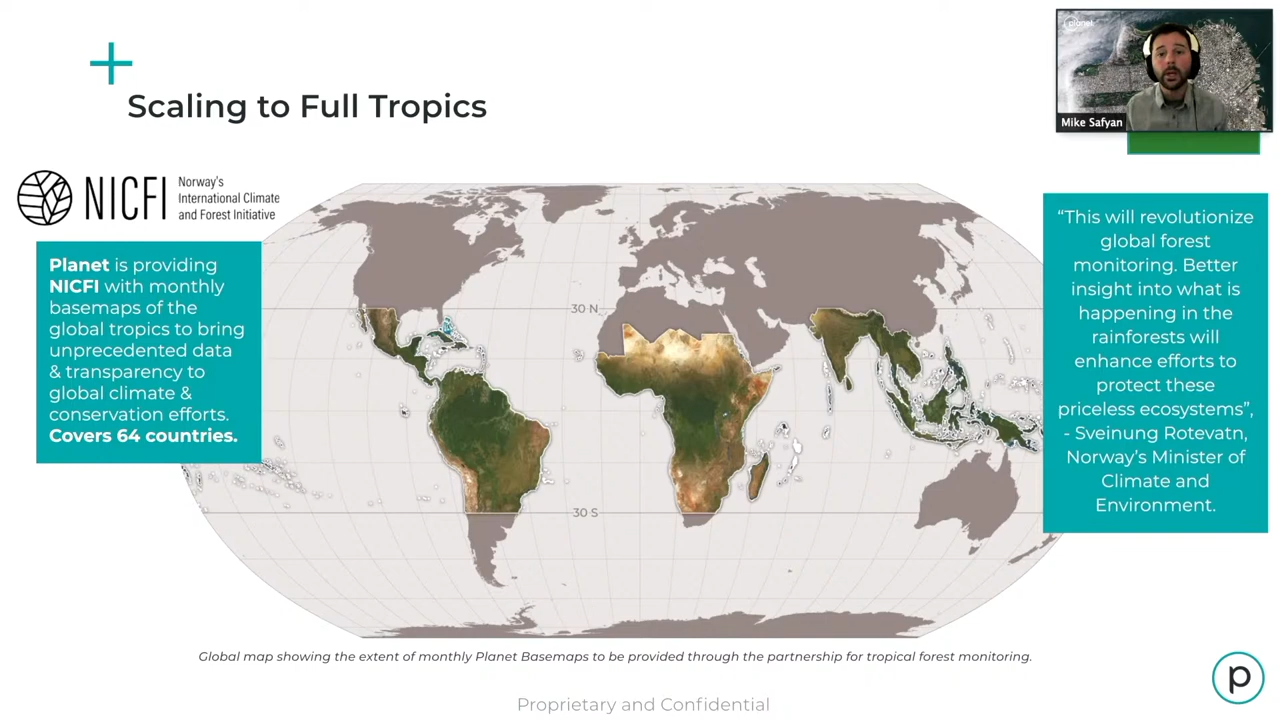 planet
Mike Safyan
Scaling to Full Tropics
NICFI
Norway's
International Climate
and Forest Initiative
Planet is providing
NICFI with monthly
basemaps of the
global tropics to bring
unprecedented data
& transparency to
global climate &
conservation efforts.
Covers 64 countries.
30 N
30 S
“This will revolutionize
global forest
monitoring. Better
insight into what is
happening in the
rainforests will
enhance efforts to
protect these
priceless ecosystems”,
- Sveinung Rotevatn,
Norway's Minister of
Climate and
Environment.
Global map showing the extent of monthly Planet Basemaps to be provided through the partnership for tropical forest monitoring.
Proprietary and Confidential
p